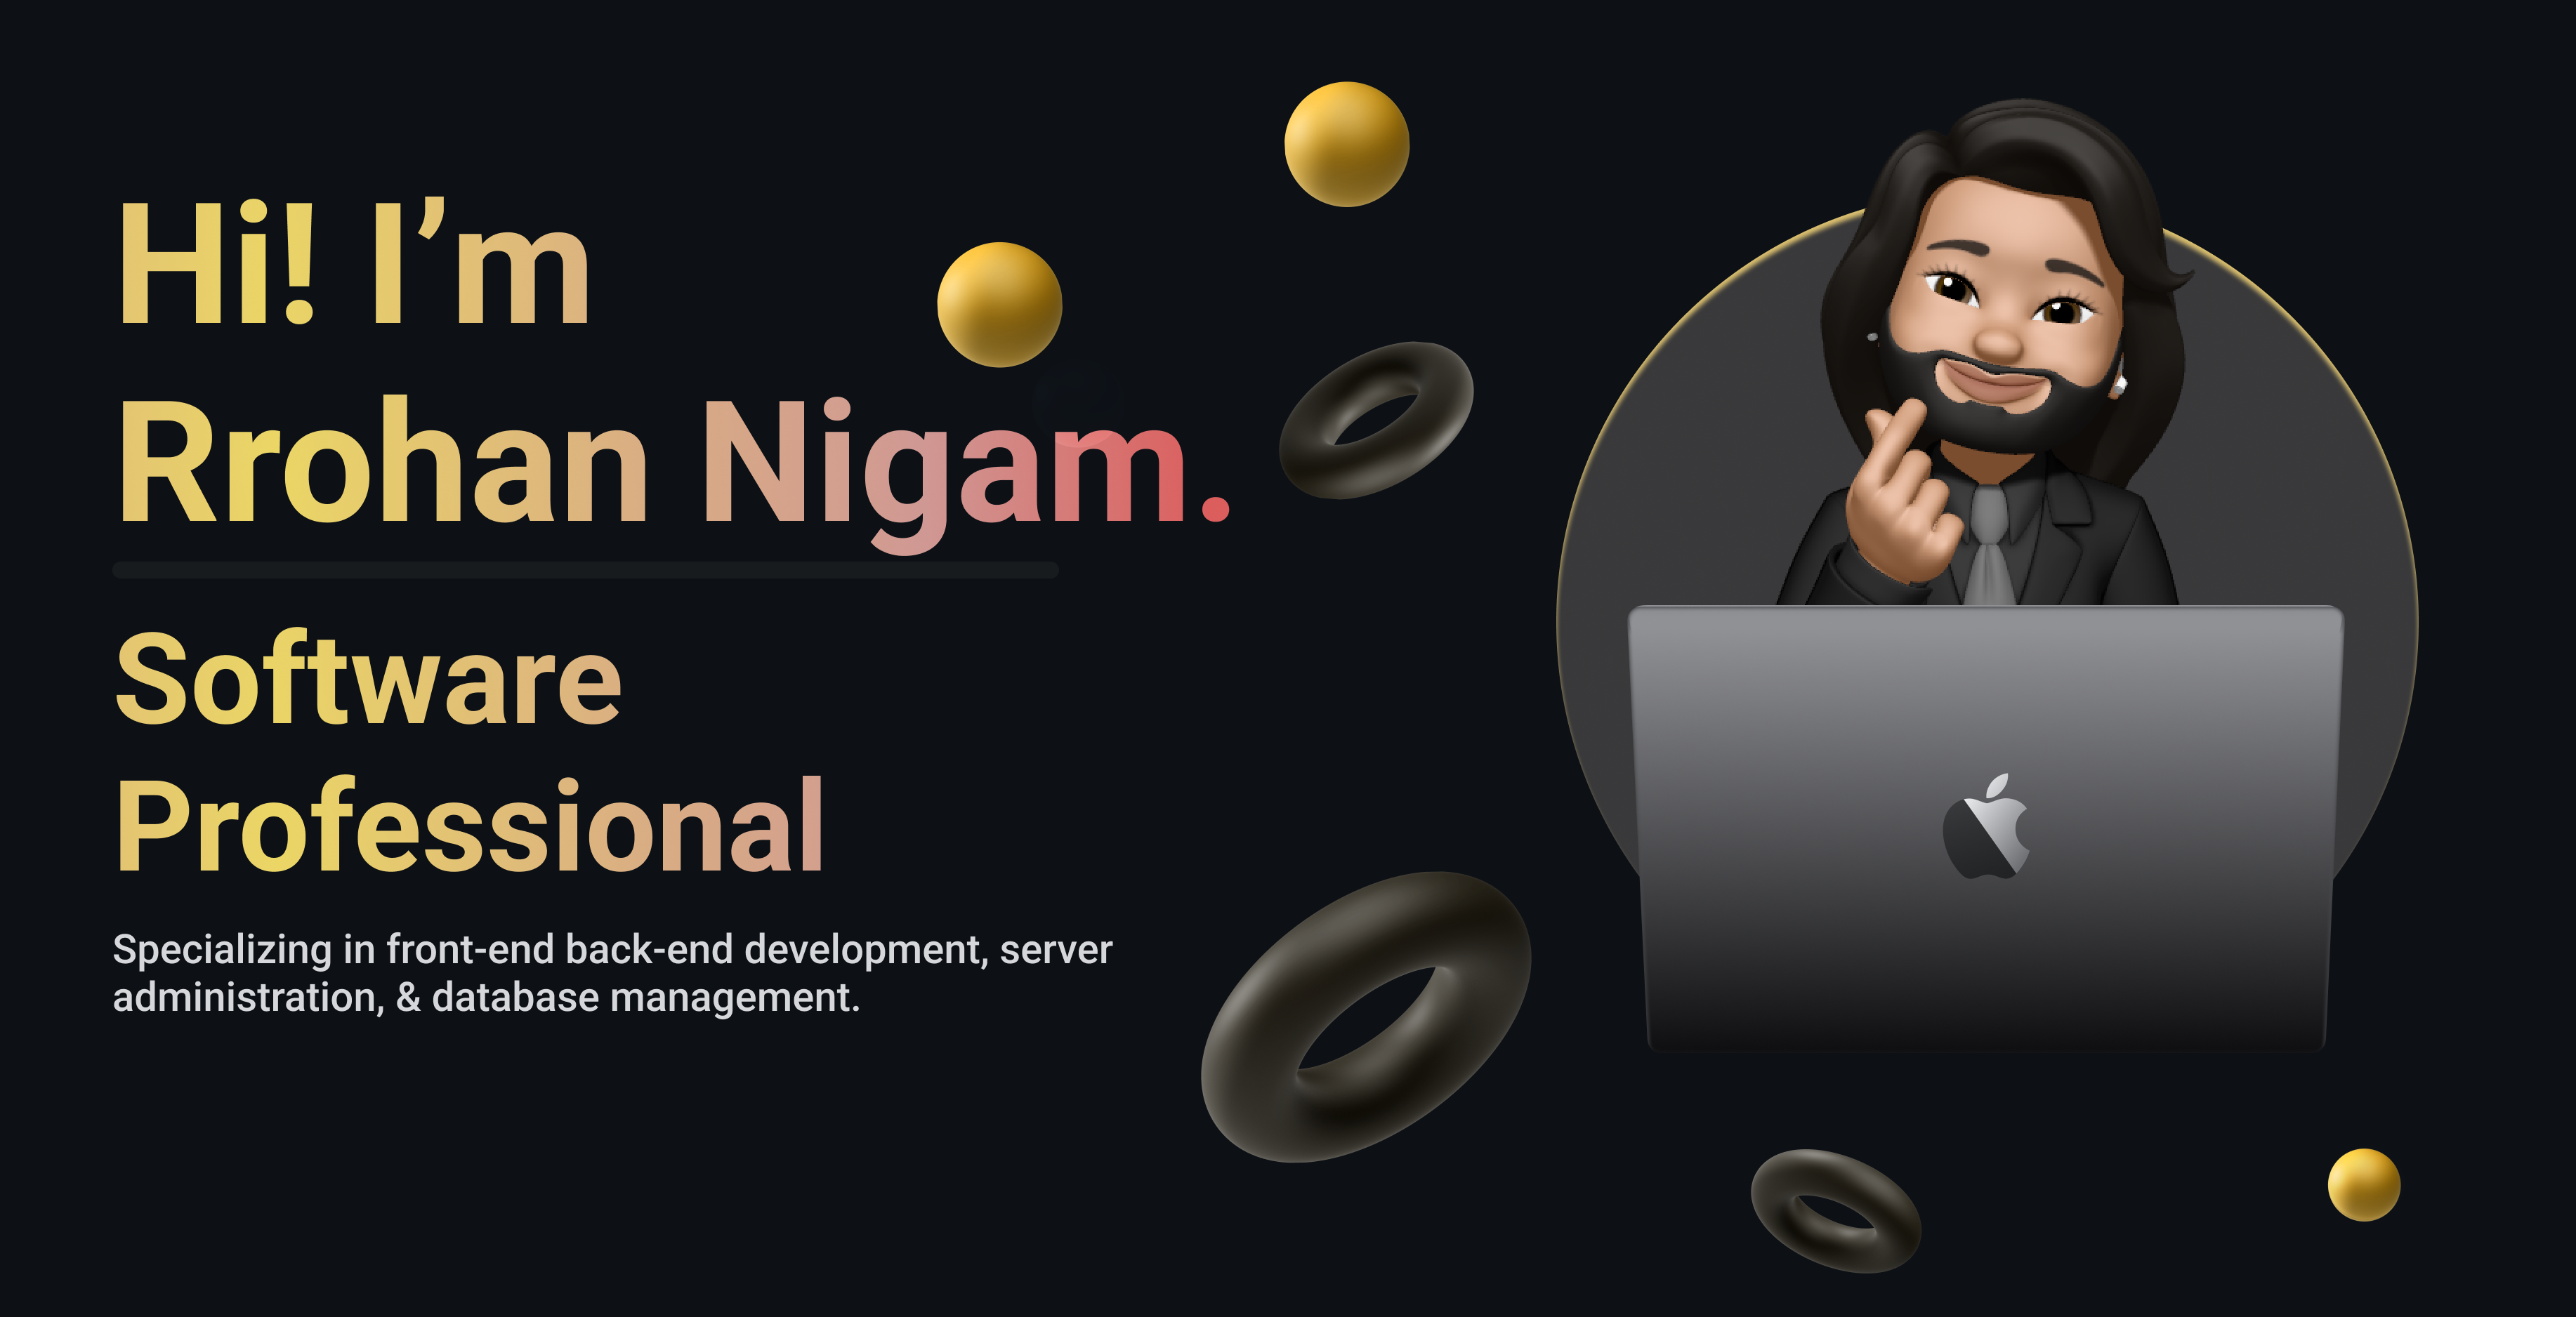 Hi! I’m
Rrohan Nigam.
Software
Professional
Specializing in front-end back-end development, server
administration, & database management.